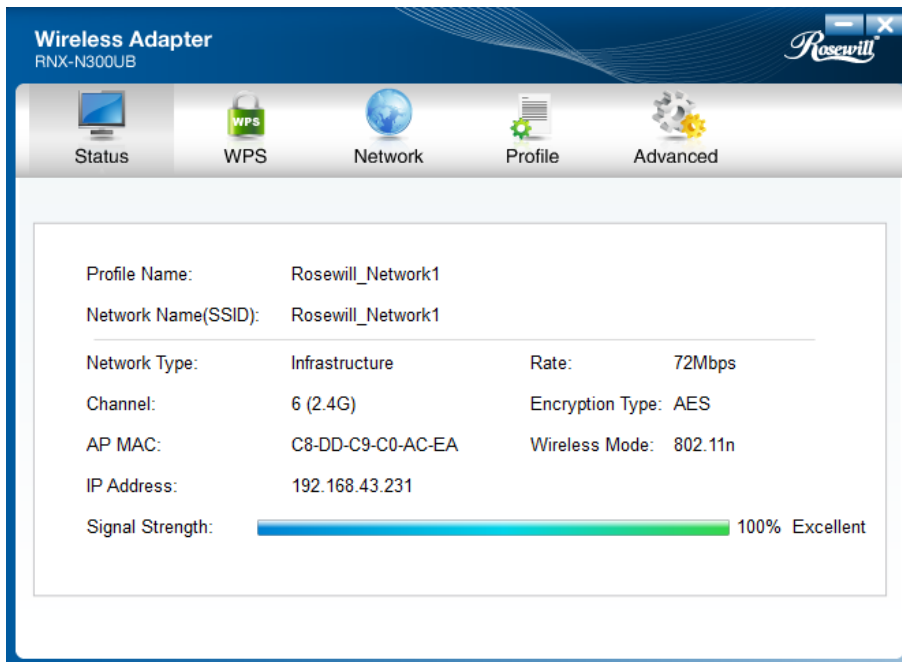 Wireless Adapter
RNX-N300UB
Rosewill
WPS
Status WPS Network Profile Advanced
Profile Name: Rosewill_Network1
Network Name(SSID): Rosewill_Network1
Network Type: Infrastructure Rate: 72Mbps
Channel: 6 (2.4G) Encryption Type: AES
AP MAC: C8-DD-C9-C0-AC-EA Wireless Mode: 802.11n
IP Address: 192.168.43.231
Signal Strength: 100% Excellent